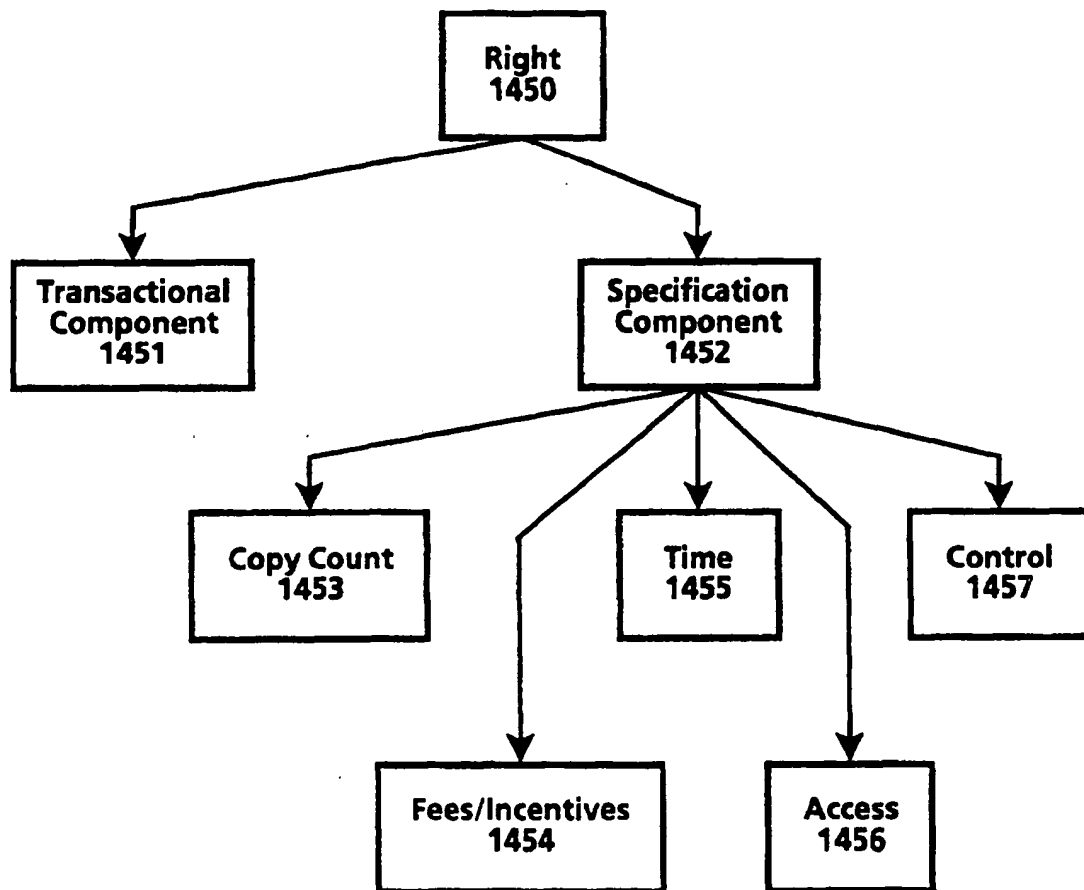 Right
1450
Transactional
Component
1451
Specification
Component
1452
Copy Count
1453
Time
1455
Control
1457
Fees/Incentives
1454
Access
1456